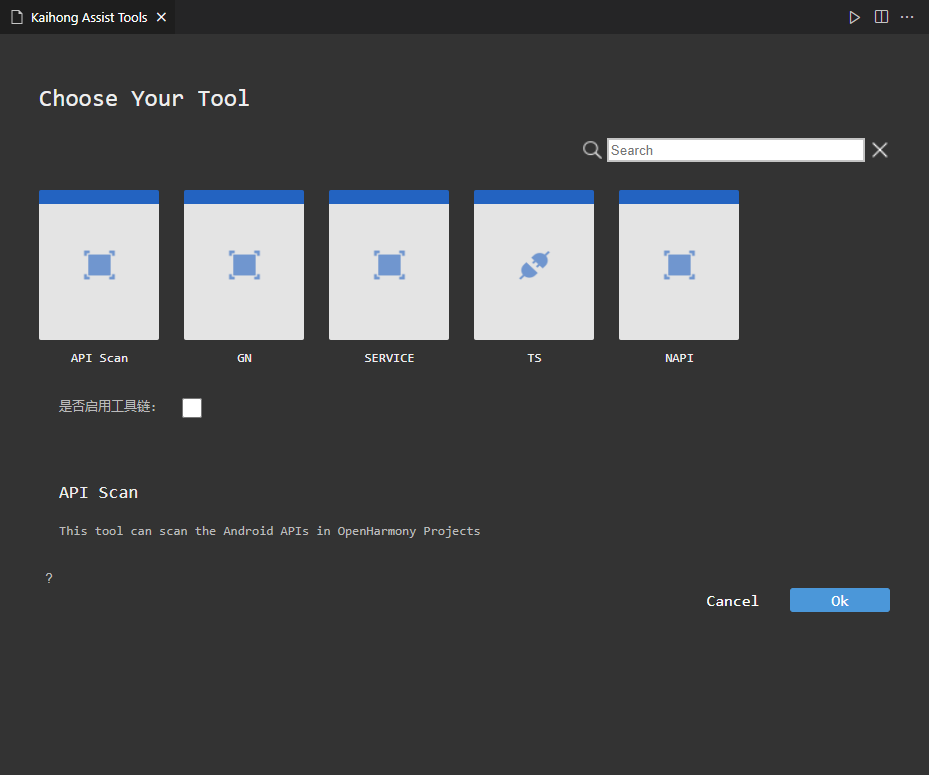 Kaihong Assist Tools
Choose Your Tool
Search
API Scan
GN
SERVICE
TS
NAPI
是否启用工具链:
API Scan
This tool can scan the Android APIs in OpenHarmony Projects
?
Cancel
Ok